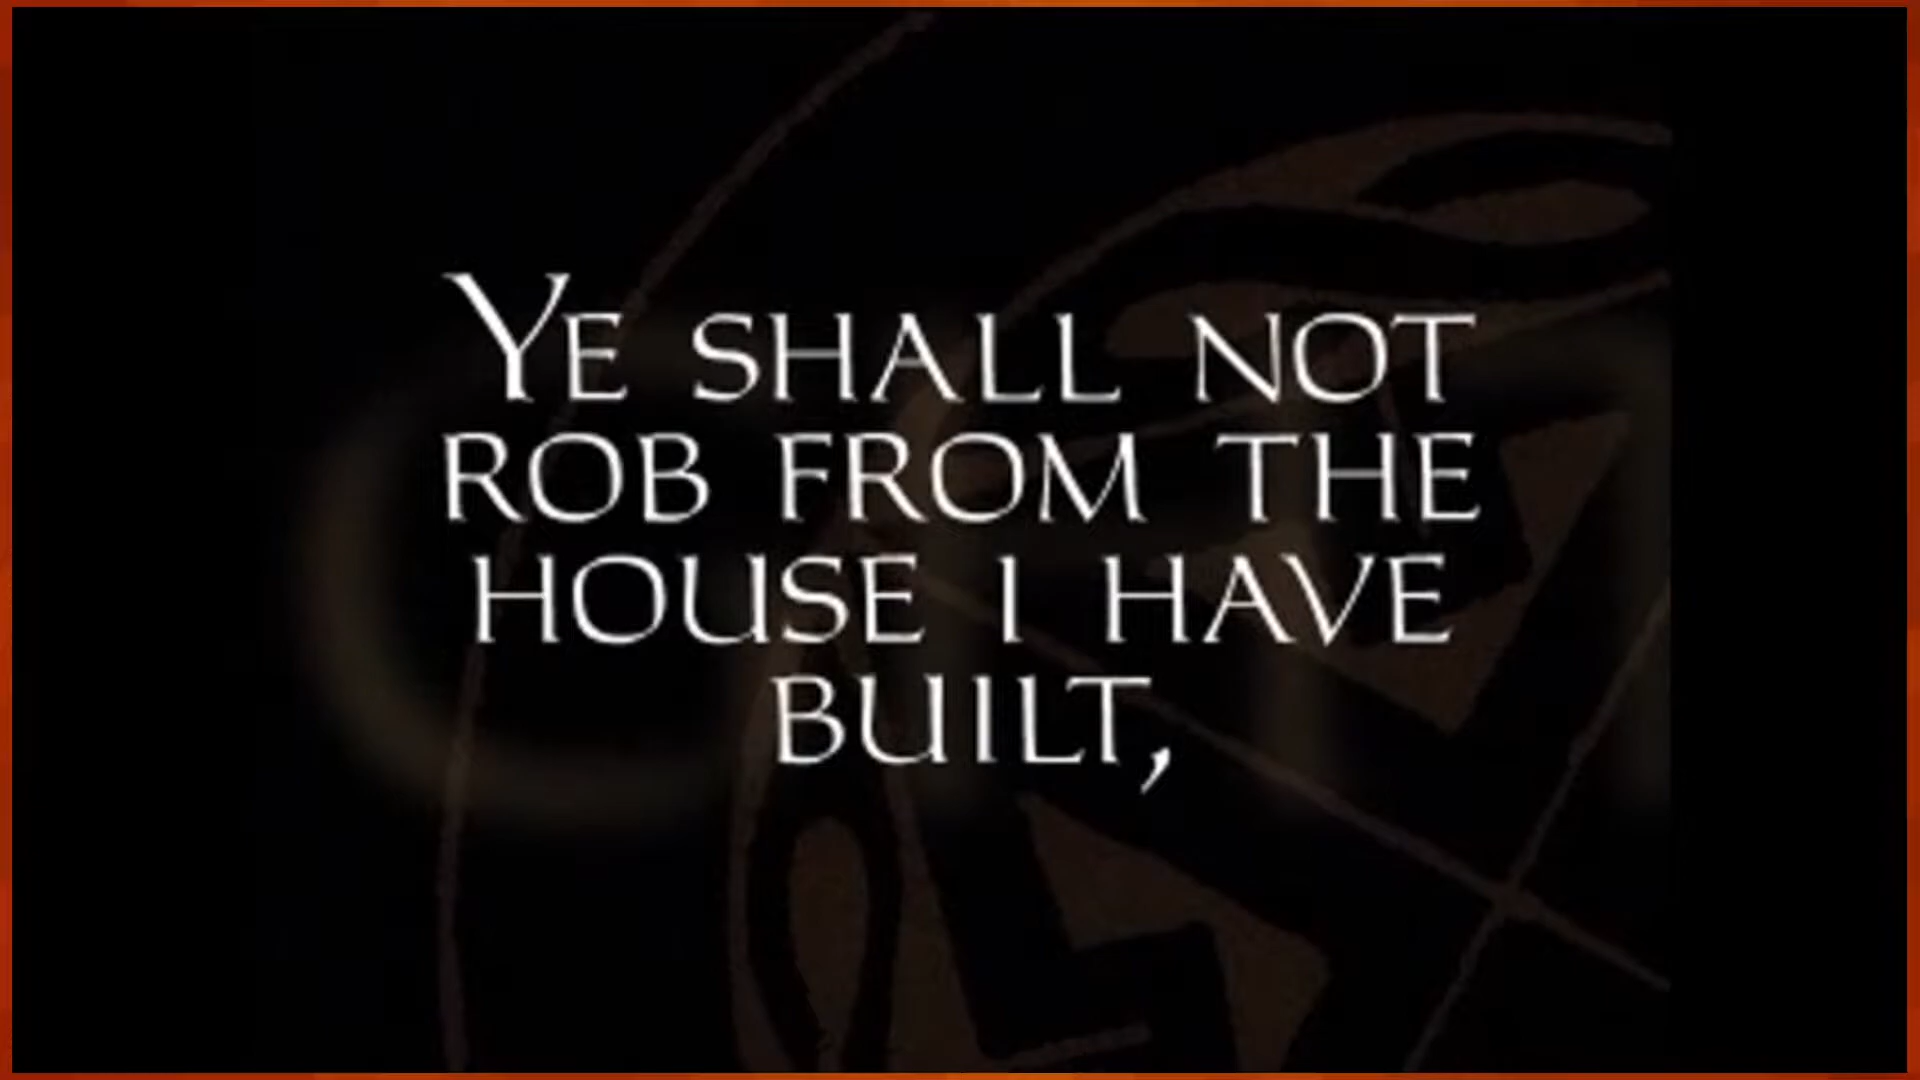 Ye shall not
rob from the
house I have
built,